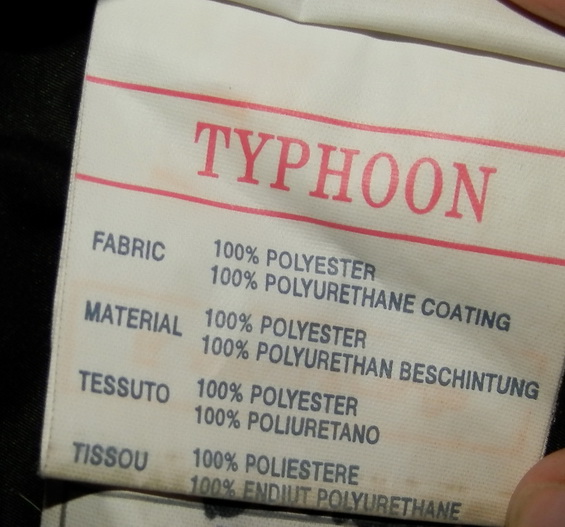 TYPHOON
FABRIC 100% POLYESTER
100% POLYURETHANE COATING
MATERIAL 100% POLYESTER
100% POLYURETHAN BESCHINTUNG
TESSUTO 100% POLYESTER
100% POLIURETANO
TISSOU 100% POLIESTERE
100% ENDIUT POLYURETHANE